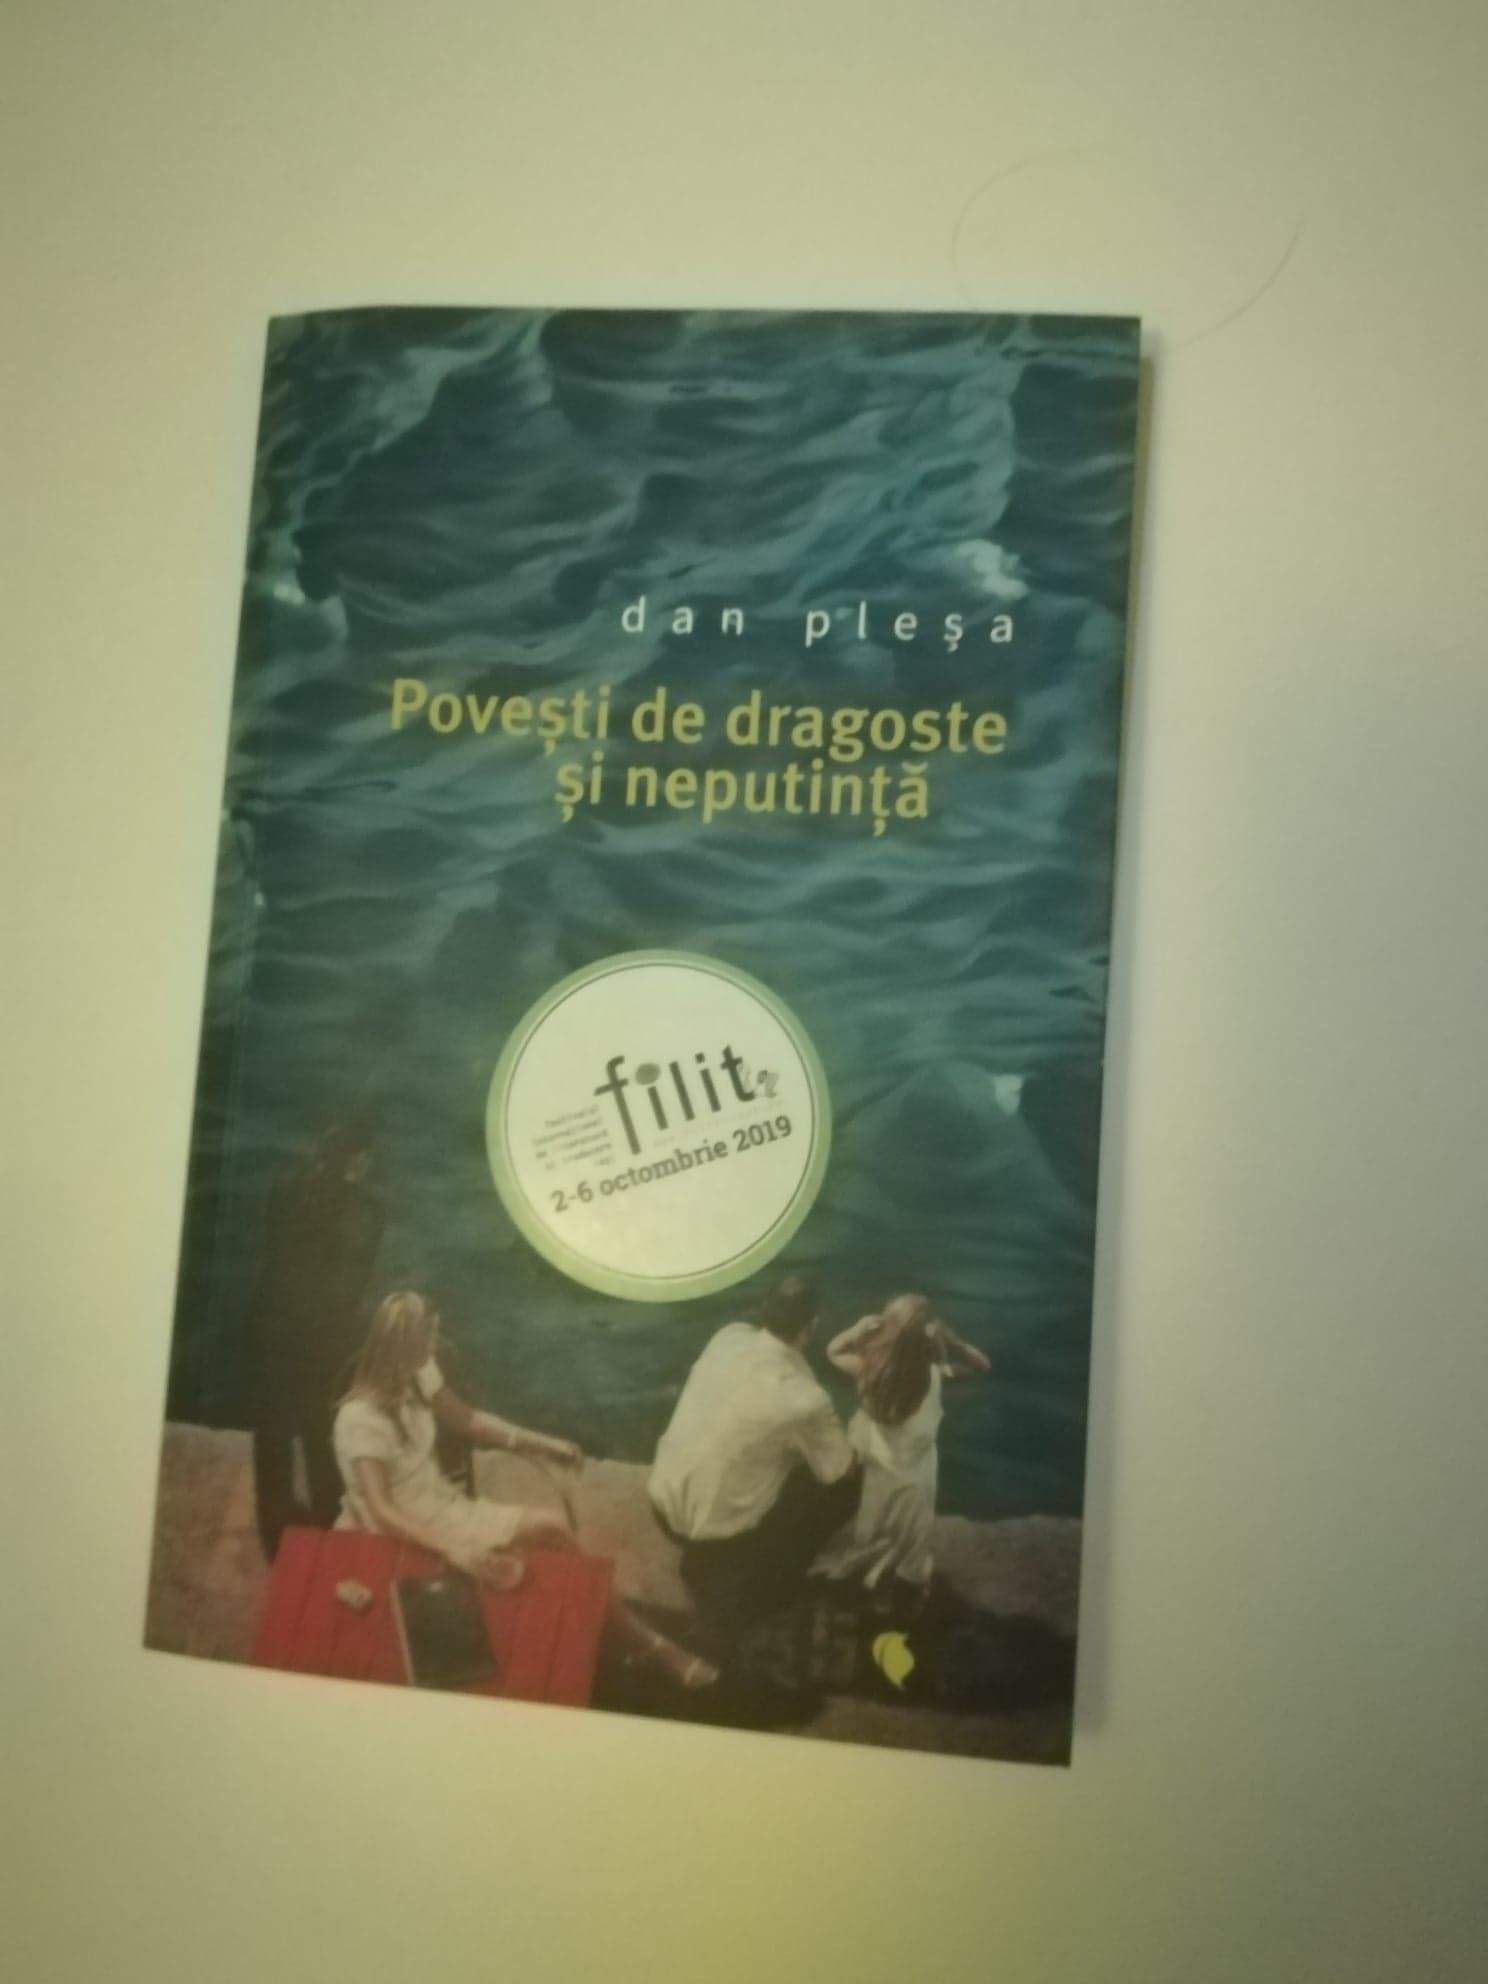 dan pleșa
Povești de dragoste
și neputință
filit
2-6 octombrie 2019